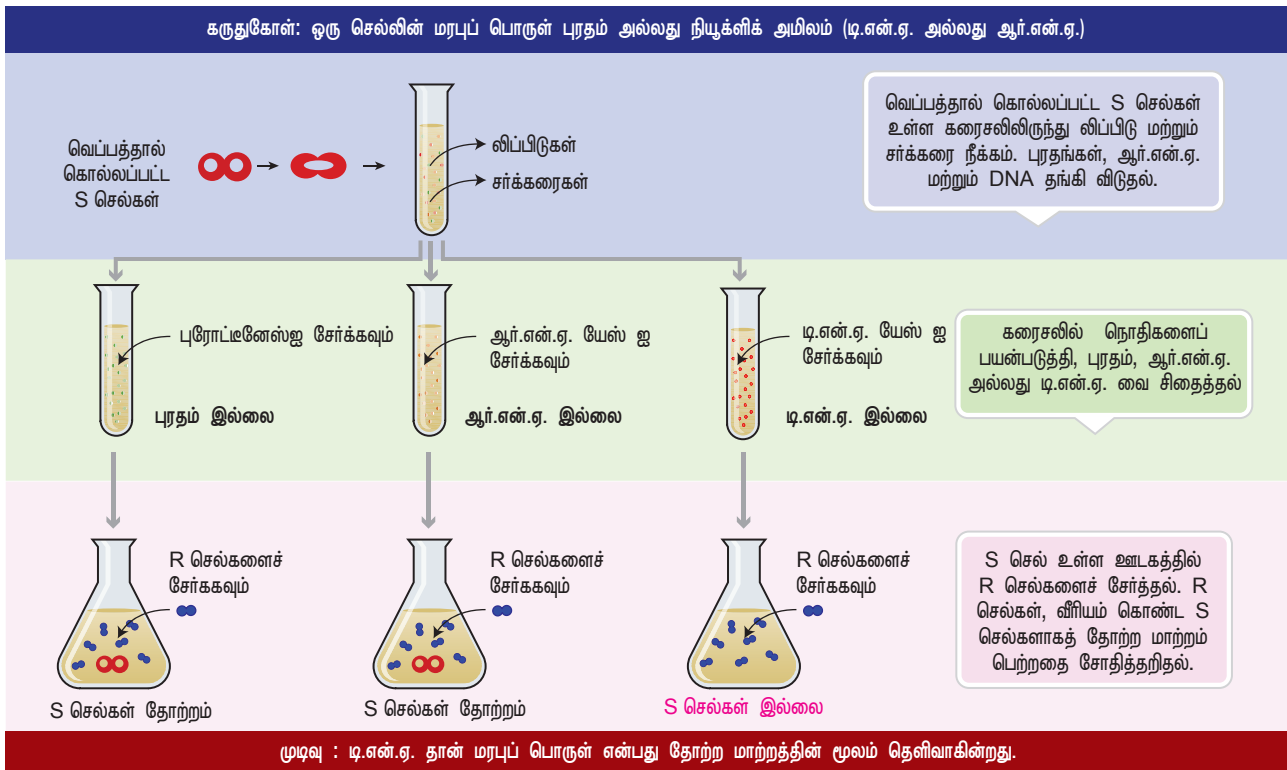 கருதுகோள்: ஒரு செல்லின் மரபுப் பொருள் புரதம் அல்லது நியூக்ளிக் அமிலம் (டி.என்.ஏ. அல்லது ஆர்.என்.ஏ.)
வெப்பத்தால்
கொல்லப்பட்ட
S செல்கள்
லிப்பிடுகள்
சர்க்கரைகள்
வெப்பத்தால் கொல்லப்பட்ட S செல்கள்
உள்ள கரைசலிலிருந்து லிப்பிடு மற்றும்
சர்க்கரை நீக்கம். புரதங்கள், ஆர்.என்.ஏ.
மற்றும் DNA தங்கி விடுதல்.
புரோட்டீனேஸ்ஐ சேர்க்கவும்
புரதம் இல்லை
ஆர்.என்.ஏ. யேஸ் ஐ
சேர்க்கவும்
ஆர்.என்.ஏ. இல்லை
டி.என்.ஏ. யேஸ் ஐ
சேர்க்கவும்
டி.என்.ஏ. இல்லை
கரைசலில் நொதிகளைப்
பயன்படுத்தி, புரதம், ஆர்.என்.ஏ.
அல்லது டி.என்.ஏ. வை சிதைத்தல்
R செல்களைச்
சேர்ககவும்
S செல்கள் தோற்றம்
R செல்களைச்
சேர்ககவும்
S செல்கள் தோற்றம்
R செல்களைச்
சேர்ககவும்
S செல்கள் இல்லை
S செல் உள்ள ஊடகத்தில்
R செல்களைச் சேர்த்தல். R
செல்கள், வீரியம் கொண்ட S
செல்களாகத் தோற்ற மாற்றம்
பெற்றதை சோதித்தறிதல்.
முடிவு : டி.என்.ஏ. தான் மரபுப் பொருள் என்பது தோற்ற மாற்றத்தின் மூலம் தெளிவாகின்றது.